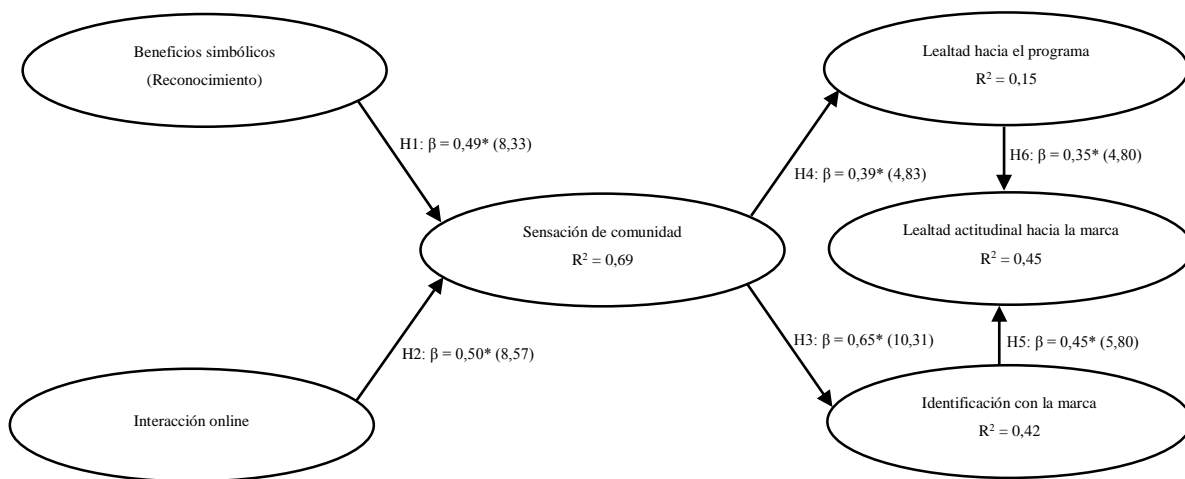 Beneficios simbólicos
(Reconocimiento)
Lealtad hacia el programa
R² = 0,15
H1: β = 0,49* (8,33)
H6: β = 0,35* (4,80)
H4: β = 0,39* (4,83)
Sensación de comunidad
R² = 0,69
Lealtad actitudinal hacia la marca
R² = 0,45
H2: β = 0,50* (8,57)
H3: β = 0,65* (10,31)
H5: β = 0,45* (5,80)
Interacción online
Identificación con la marca
R² = 0,42